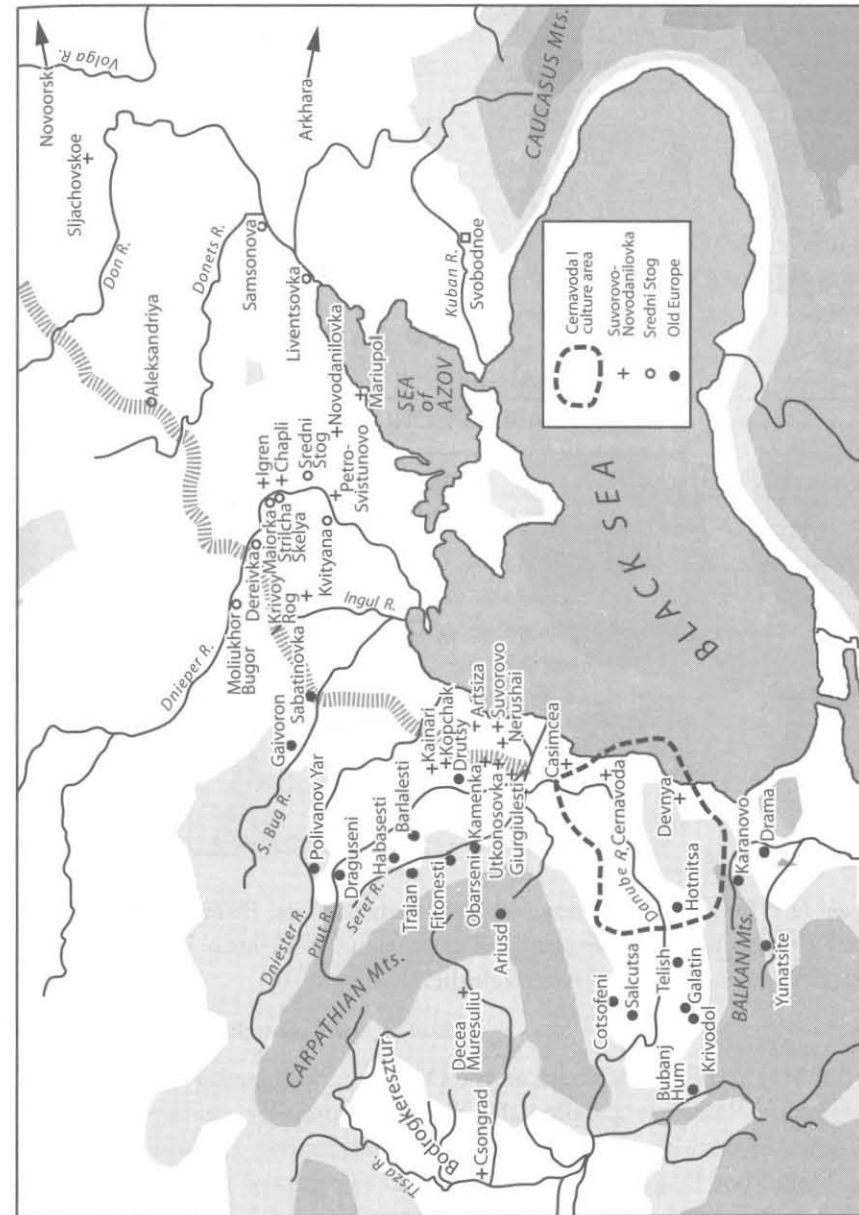 Novoorsk
Volga R.
Sljachovskoe
Don R.
Arkhara
Donets R.
Samsonova
Aleksandriya
Liventsovka
CAUCASUS Mts.
Kuban R.
Svobodnoe
Novodanilovka
Mariupol
SEA
of
AZOV
Igren
Chapli
Sredni
Stog
Petro-
Svistunovo
Dnieper R.
Moliukhor
Bugor
Dereivka
Maiorka
Strilcha
Skelya
Krivoy
Rog
Kvityana
Ingul R.
Gaivoron
Sabatinovka
S. Bug R.
Polivanov Yar
Dniester R.
Draguseni
Prut R.
Habasesti
Barlalesti
Seret R.
Traian
Fitonesti
Kainari
Kopchak
Drutsy
Artsiza
Suvorovo
Nerushai
Obarseni
Kamenka
Utkonosovka
Giurgiulesti
Casimcea
CARPATHIAN Mts.
Ariusd
Decea
Muresuliu
Bodrogkeresztur
Tisza R.
Csongrad
BLACK SEA
Cernavoda
Danube R.
Devnya
Hotnitsa
Cotsofeni
Salcutsa
Telish
Galatin
Bubanj
Hum
Krivodol
BALKAN Mts.
Karanovo
Drama
Yunatsite
Cernavoda I
culture area
Suvorovo-
Novodanilovka
Sredni Stog
Old Europe